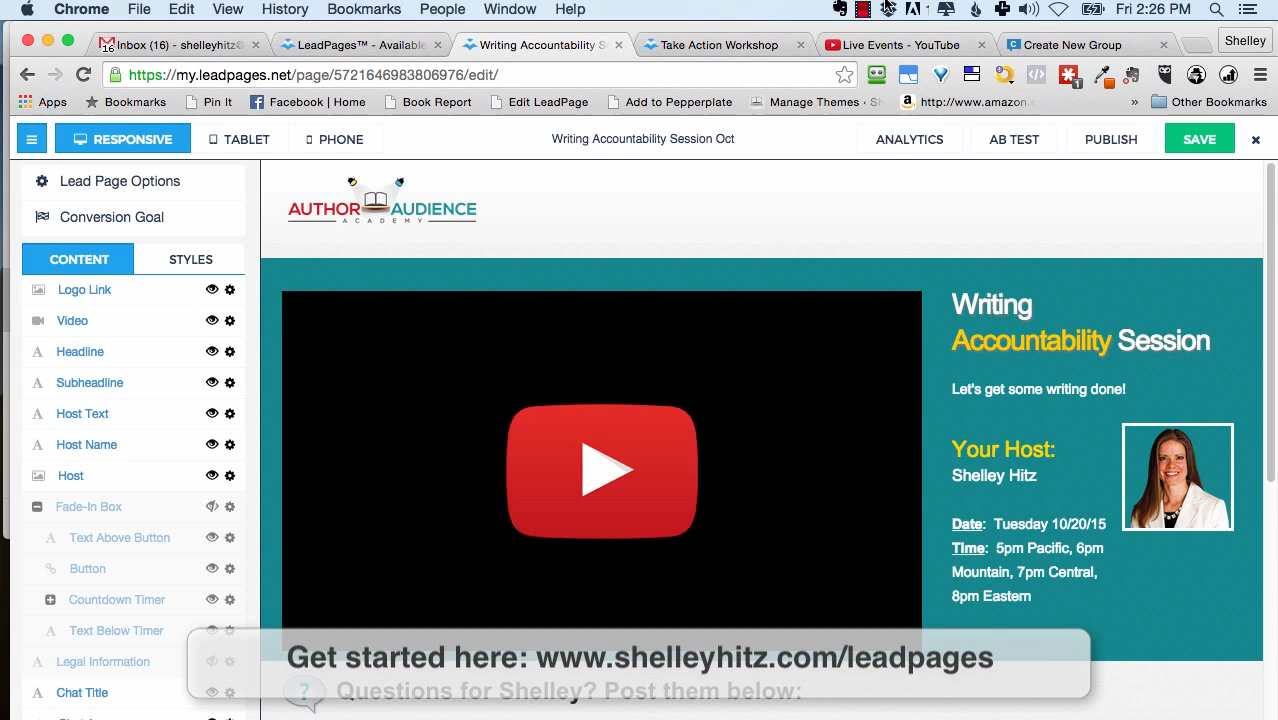 Chrome File Edit View History Bookmarks People Window Help 1 Fri 2:26 PM
Inbox (16) - shelleyhitz@ LeadPages™ - Available Writing Accountability S Take Action Workshop Live Events - YouTube Create New Group Shelley
https://my.leadpages.net/page/5721646983806976/edit/
Apps Bookmarks Pin It Facebook | Home Book Report Edit LeadPage Add to Pepperplat Manage Themes ‹ Sh http://www.amazon. » Other Bookmarks
RESPONSIVE TABLET PHONE Writing Accountability Session Oct ANALYTICS AB TEST PUBLISH SAVE
Lead Page Options
Conversion Goal
CONTENT STYLES
Logo Link
Video
Headline
Subheadline
Host Text
Host Name
Host
Fade-In Box
Text Above Button
Button
Countdown Timer
Text Below Timer
Legal Information
Chat Title
AUTHOR AUDIENCE
ACADEMY
Writing
Accountability Session
Let's get some writing done!
Your Host:
Shelley Hitz
Date: Tuesday 10/20/15
Time: 5pm Pacific, 6pm
Mountain, 7pm Central,
8pm Eastern
Get started here: www.shelleyhitz.com/leadpages
Questions for Shelley? Post them below: